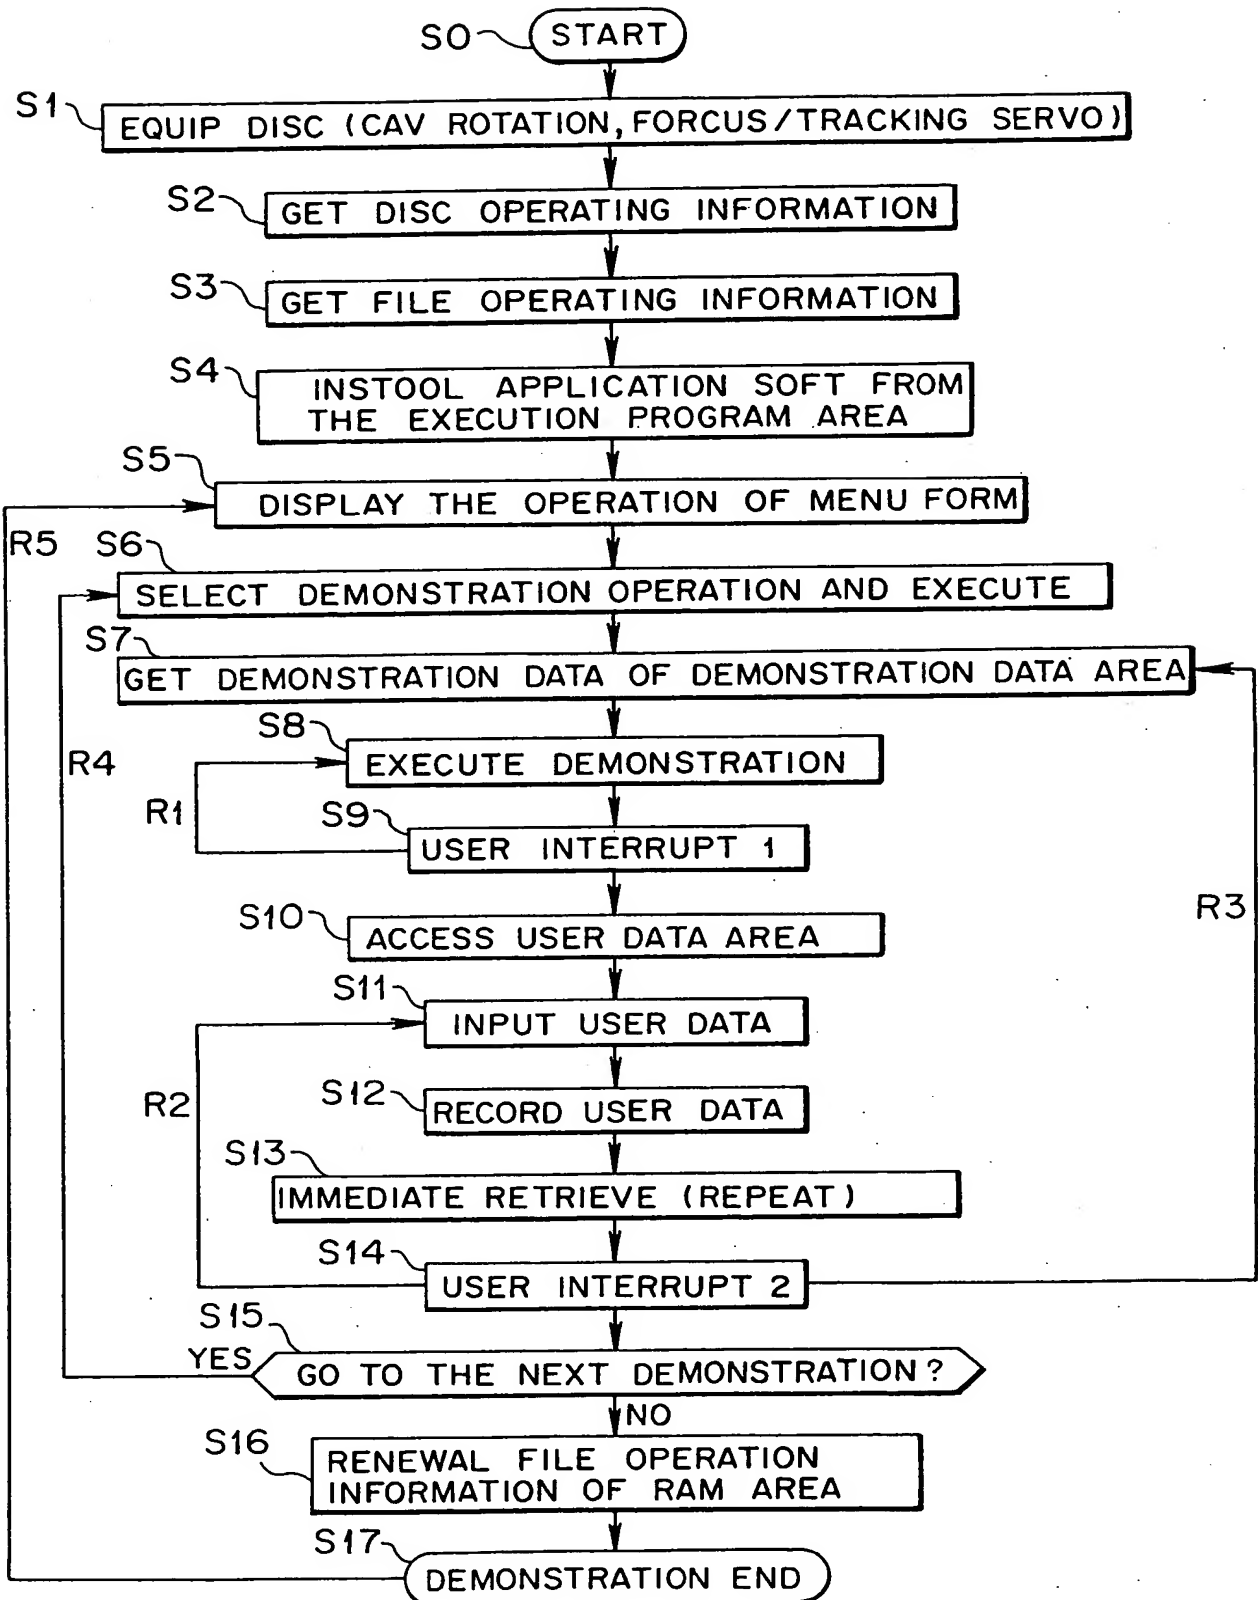 S0 START
S1 EQUIP DISC (CAV ROTATION, FORCUS/TRACKING SERVO)
S2 GET DISC OPERATING INFORMATION
S3 GET FILE OPERATING INFORMATION
S4 INSTOOL APPLICATION SOFT FROM
THE EXECUTION PROGRAM AREA
S5 DISPLAY THE OPERATION OF MENU FORM
R5
S6 SELECT DEMONSTRATION OPERATION AND EXECUTE
S7 GET DEMONSTRATION DATA OF DEMONSTRATION DATA AREA
R4
S8 EXECUTE DEMONSTRATION
R1
S9 USER INTERRUPT 1
R3
S10 ACCESS USER DATA AREA
S11 INPUT USER DATA
R2
S12 RECORD USER DATA
S13 IMMEDIATE RETRIEVE (REPEAT)
S14 USER INTERRUPT 2
S15 GO TO THE NEXT DEMONSTRATION?
YES
NO
S16 RENEWAL FILE OPERATION
INFORMATION OF RAM AREA
S17 DEMONSTRATION END